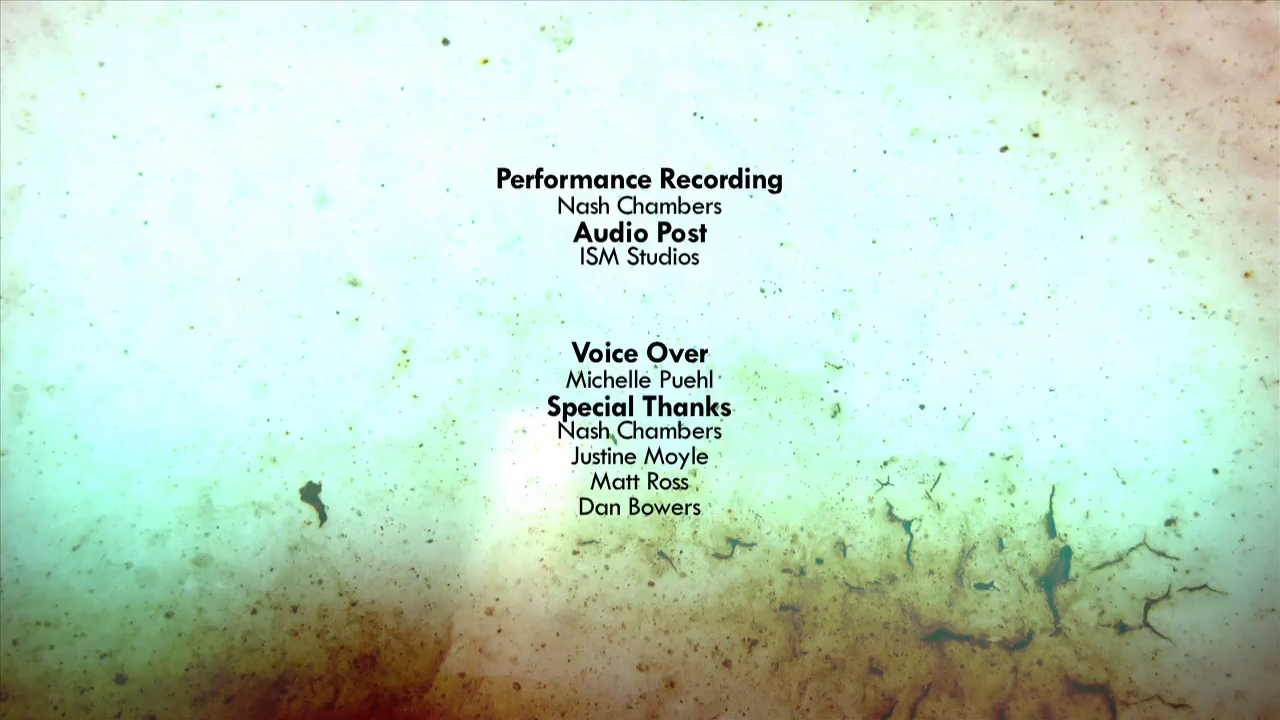 Performance Recording
Nash Chambers
Audio Post
ISM Studios
Voice Over
Michelle Puehl
Special Thanks
Nash Chambers
Justine Moyle
Matt Ross
Dan Bowers